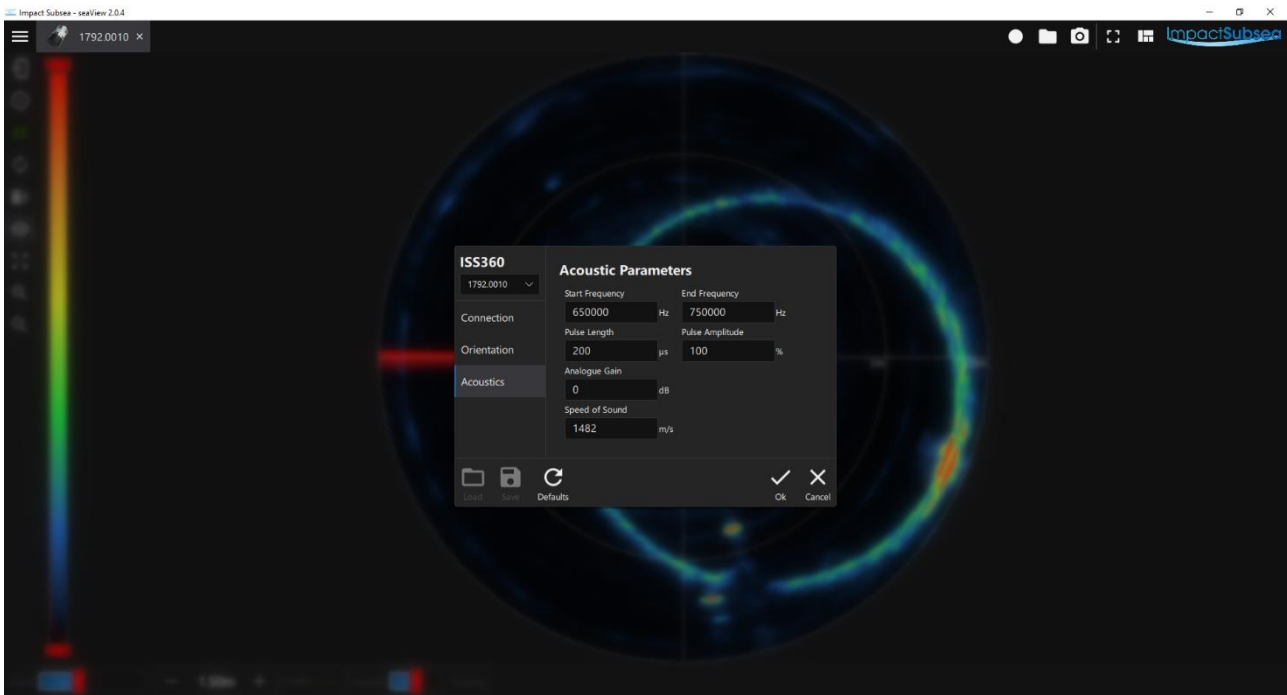 Impact Subsea - seaView 2.0.4
1792.0010 ×
ImpactSubsea
ISS360
1792.0010
Connection
Orientation
Acoustics
Acoustic Parameters
Start Frequency End Frequency
650000 Hz 750000 Hz
Pulse Length Pulse Amplitude
200 µs 100 %
Analogue Gain
0 dB
Speed of Sound
1482 m/s
Load Save Defaults Ok Cancel
1.50m